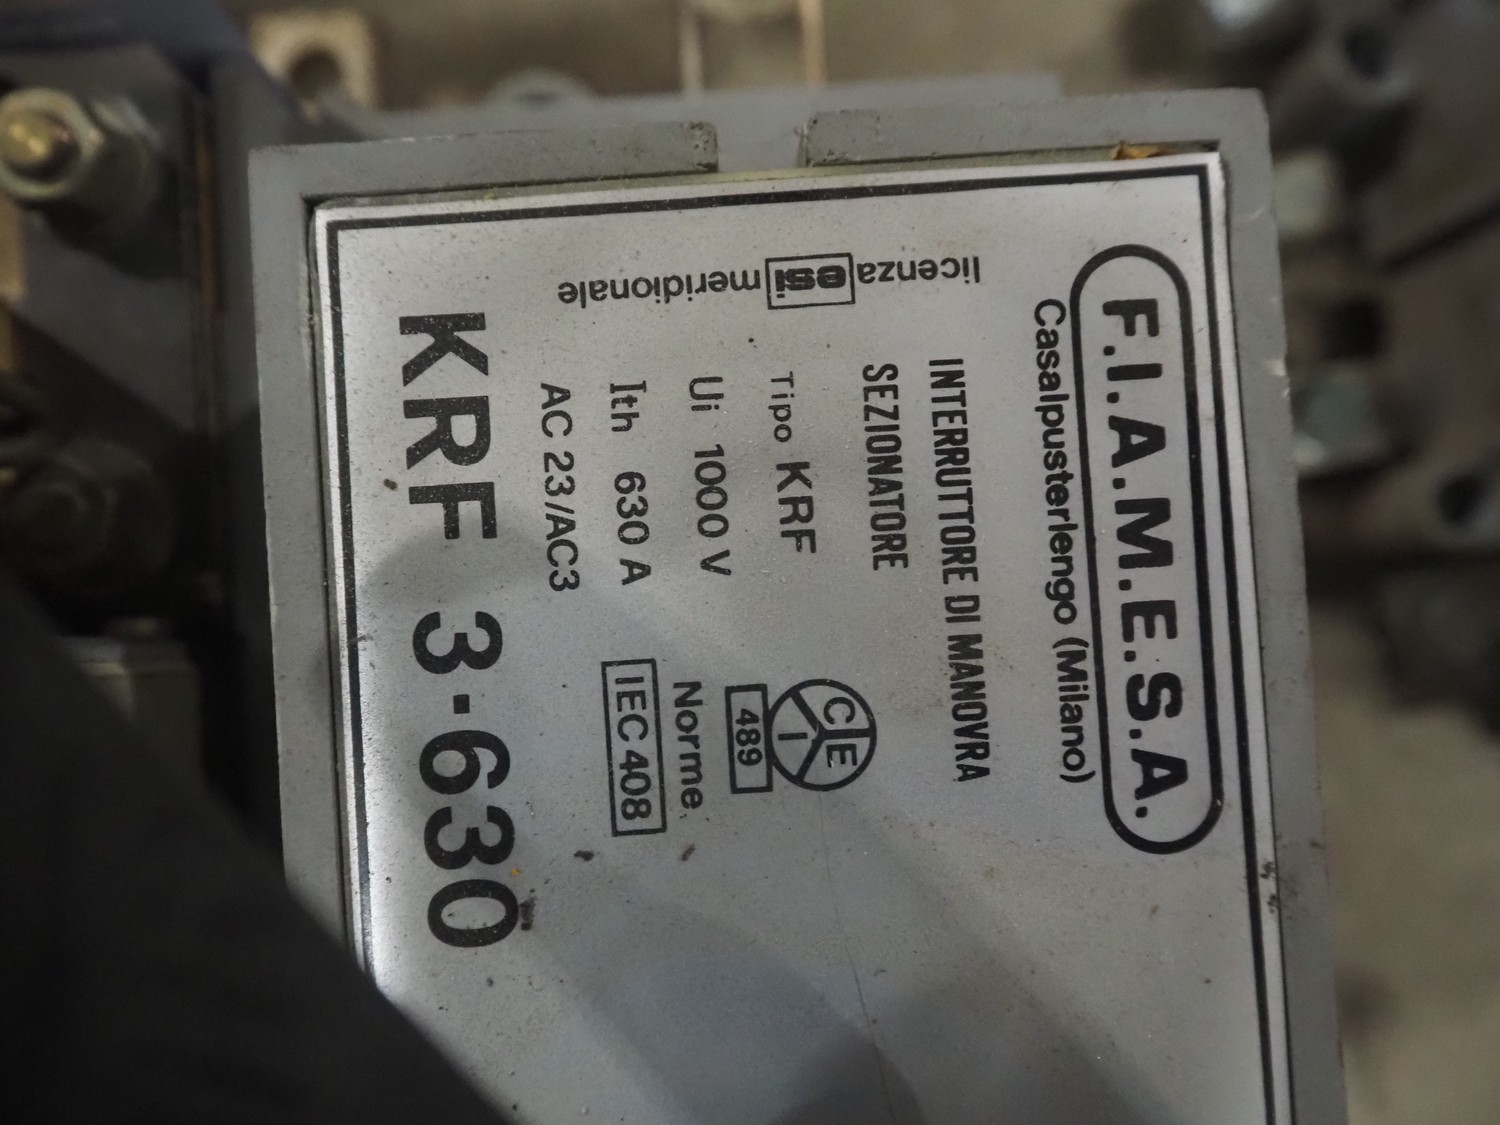 F.I.A.M.E.S.A.
Casalpusterlengo (Milano)
INTERRUTTORE DI MANOVRA
SEZIONATORE
Tipo KRF
Ui 1000 V
Ith 630 A
AC 23/AC3
CEI
489
Norme
IEC 408
KRF 3-630
licenza esi meridionale